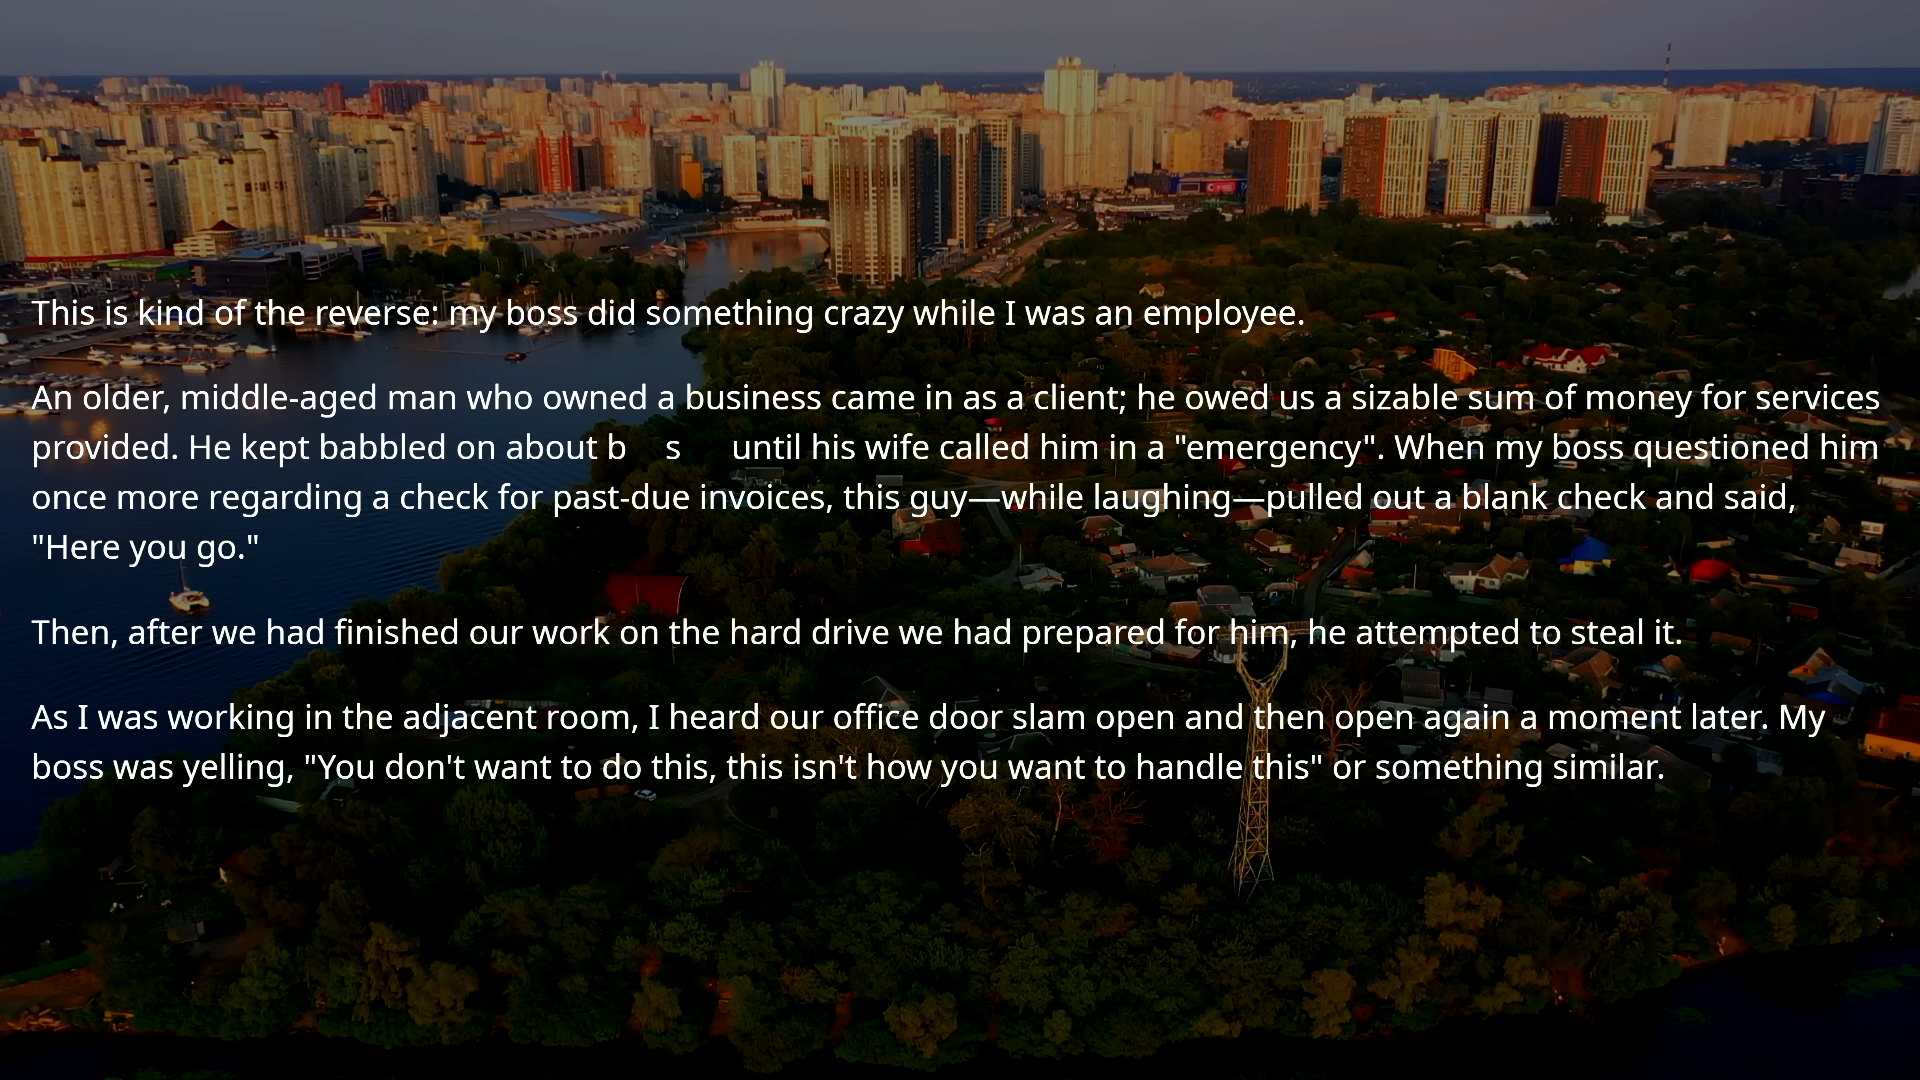 This is kind of the reverse: my boss did something crazy while I was an employee.
An older, middle-aged man who owned a business came in as a client; he owed us a sizable sum of money for services
provided. He kept babbled on about b s until his wife called him in a "emergency". When my boss questioned him
once more regarding a check for past-due invoices, this guy—while laughing—pulled out a blank check and said,
"Here you go."
Then, after we had finished our work on the hard drive we had prepared for him, he attempted to steal it.
As I was working in the adjacent room, I heard our office door slam open and then open again a moment later. My
boss was yelling, "You don't want to do this, this isn't how you want to handle this" or something similar.